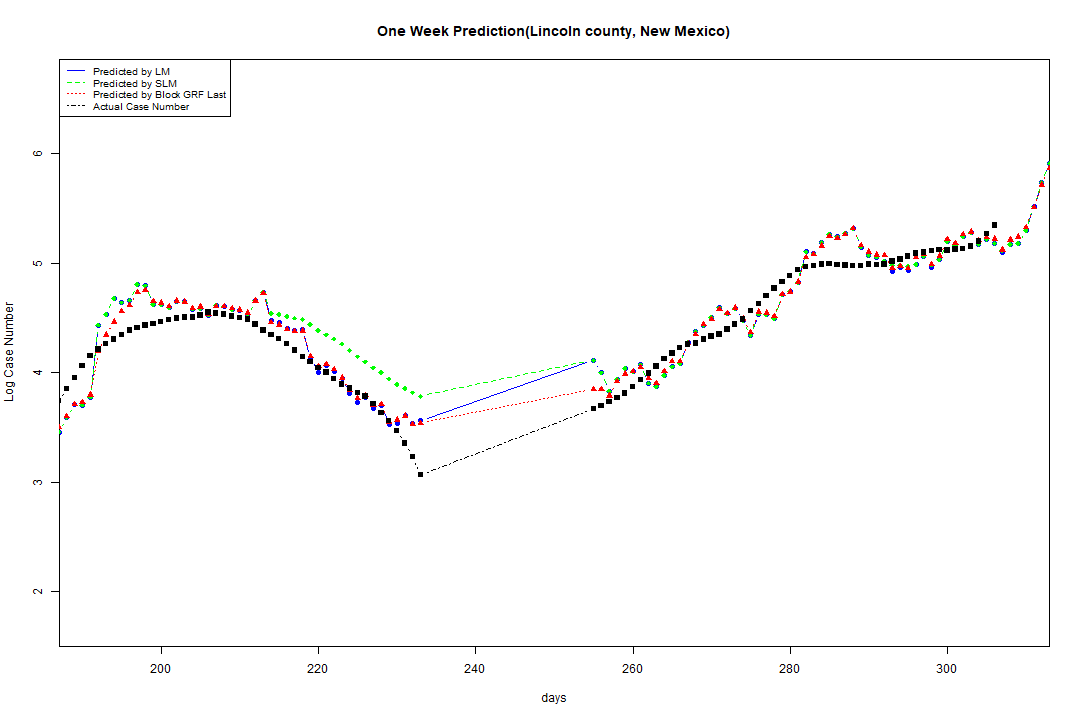 One Week Prediction(Lincoln county, New Mexico)
Predicted by LM
Predicted by SLM
Predicted by Block GRF Last
Actual Case Number
6
5
4
3
2
Log Case Number
200
220
240
260
280
300
days